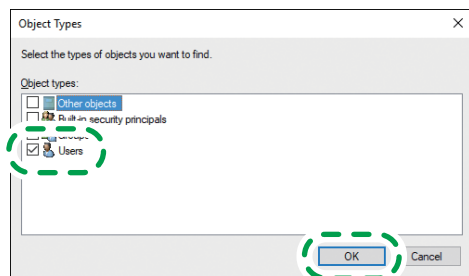 Object Types
Select the types of objects you want to find.
Object types:
Other objects
Built-in security principals
Groups
Users
OK
Cancel